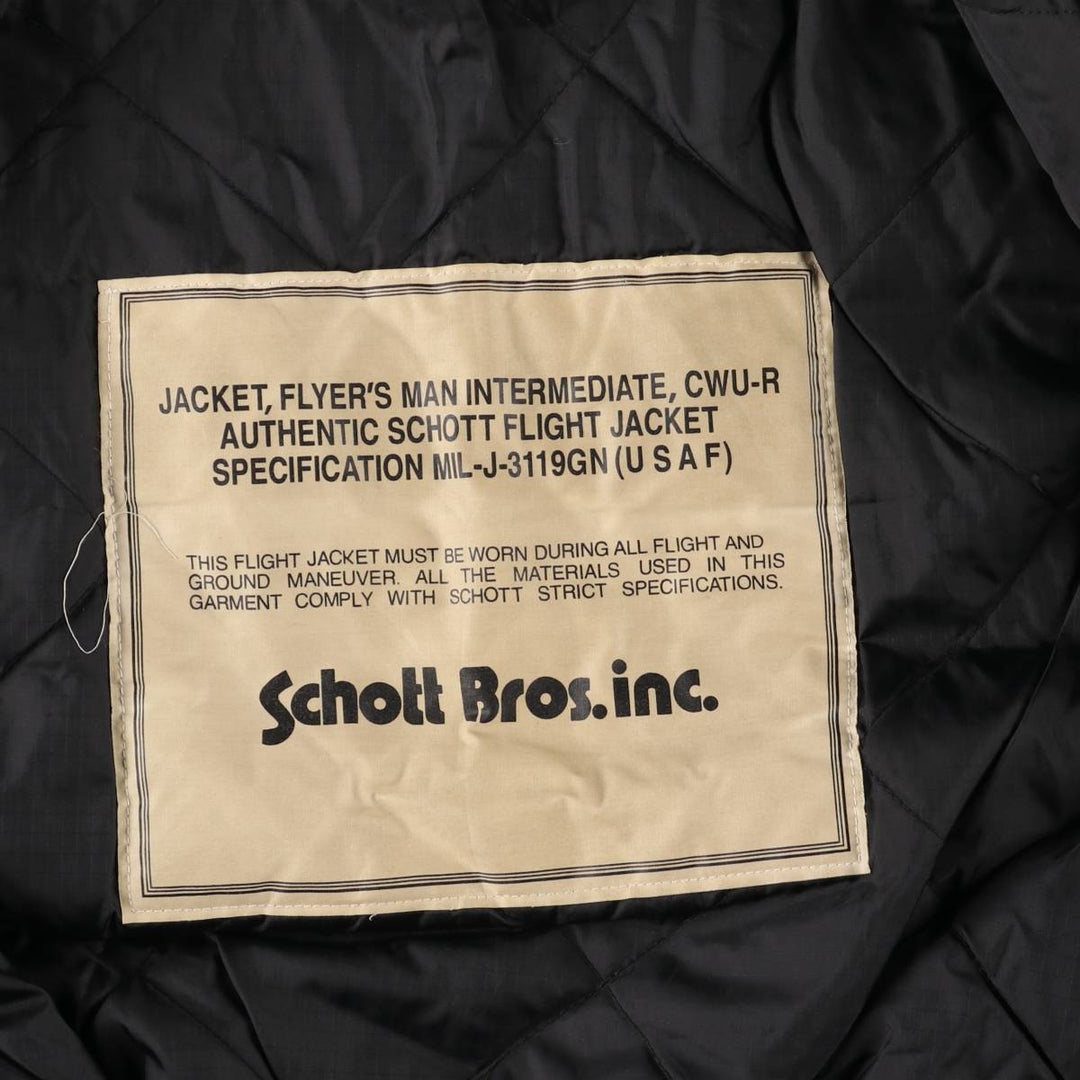 JACKET, FLYER'S MAN INTERMEDIATE, CWU-R
AUTHENTIC SCHOTT FLIGHT JACKET
SPECIFICATION MIL-J-3119GN (U S A F)
THIS FLIGHT JACKET MUST BE WORN DURING ALL FLIGHT AND
GROUND MANEUVER. ALL THE MATERIALS USED IN THIS
GARMENT COMPLY WITH SCHOTT STRICT SPECIFICATIONS.
Schott Bros. inc.